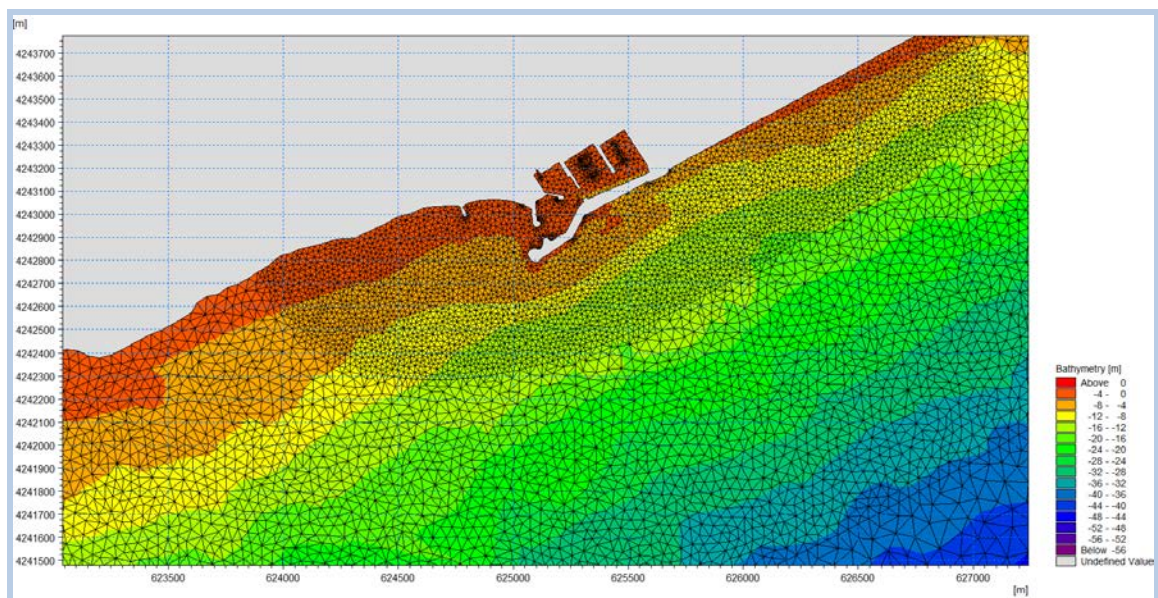 [m]
4243700
4243600
4243500
4243400
4243300
4243200
4243100
4243000
4242900
4242800
4242700
4242600
4242500
4242400
4242300
4242200
4242100
4242000
4241900
4241800
4241700
4241600
4241500
623500 624000 624500 625000 625500 626000 626500 627000
[m]
Bathymetry [m]
Above 0
-4 - 0
-8 - -4
-12 - -8
-16 - -12
-20 - -16
-24 - -20
-28 - -24
-32 - -28
-36 - -32
-40 - -36
-44 - -40
-48 - -44
-52 - -48
-56 - -52
Below -56
Undefined Value